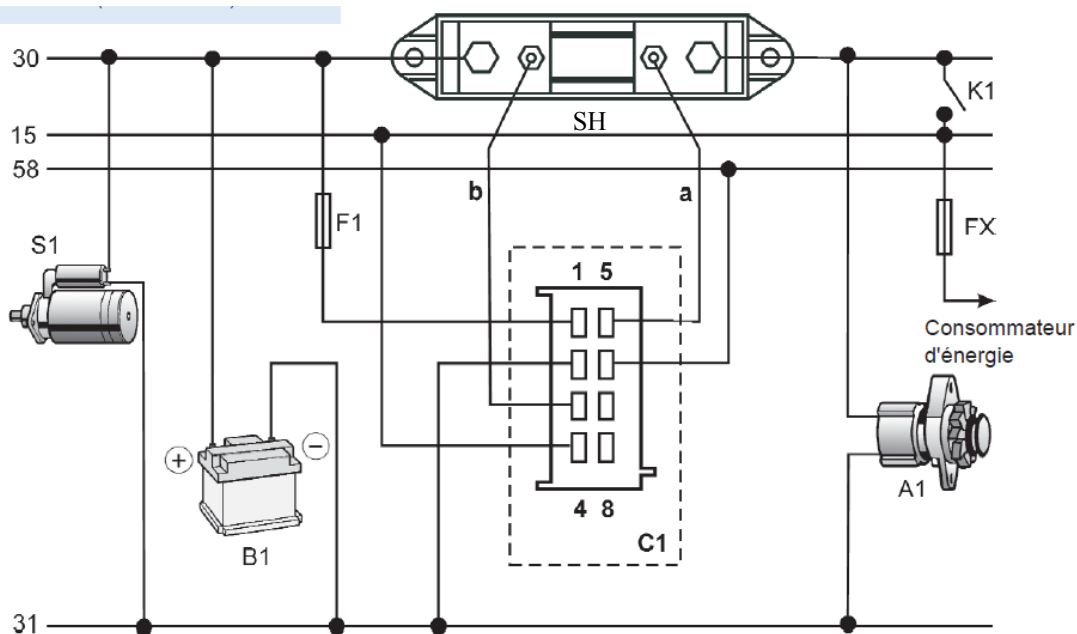 30
SH
K1
15
58
b
a
F1
FX
S1
1 5
Consommateur
d'énergie
+
−
A1
4 8
B1
C1
31